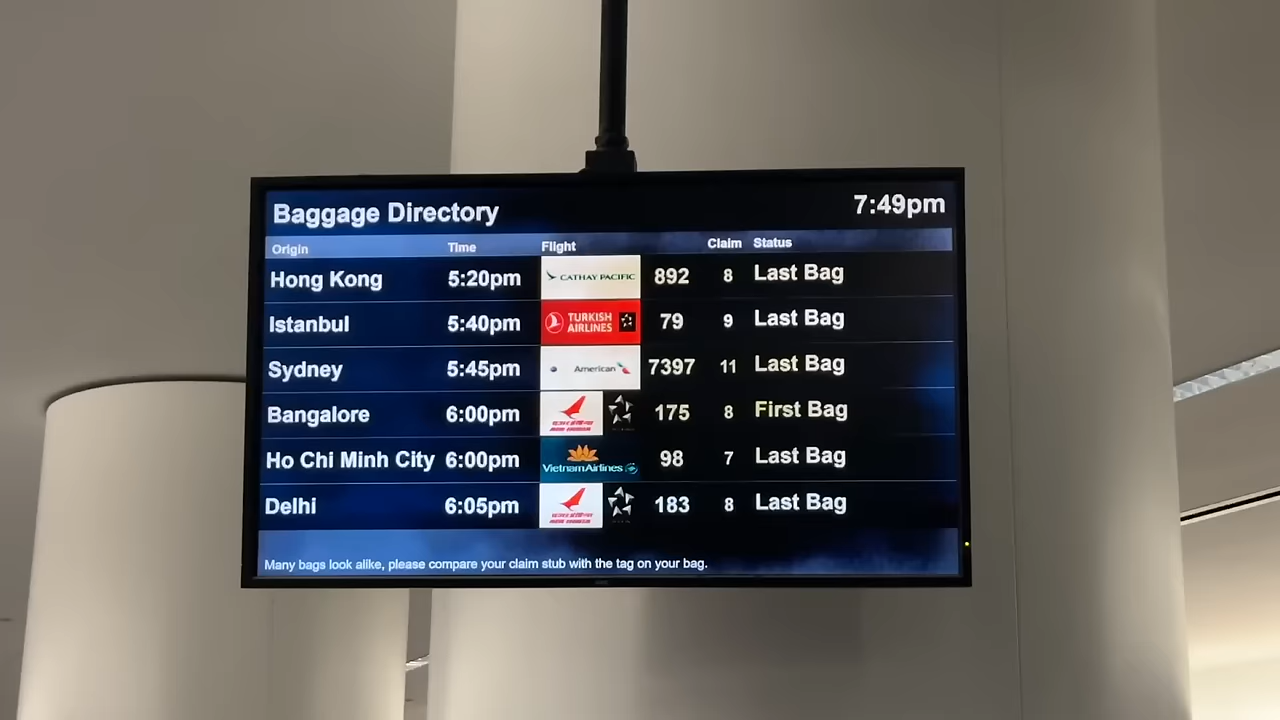 Baggage Directory 7:49pm
Origin Time Flight Claim Status
Hong Kong 5:20pm CATHAY PACIFIC 892 8 Last Bag
Istanbul 5:40pm TURKISH AIRLINES 79 9 Last Bag
Sydney 5:45pm American 7397 11 Last Bag
Bangalore 6:00pm 175 8 First Bag
Ho Chi Minh City 6:00pm VietnamAirlines 98 7 Last Bag
Delhi 6:05pm 183 8 Last Bag
Many bags look alike, please compare your claim stub with the tag on your bag.